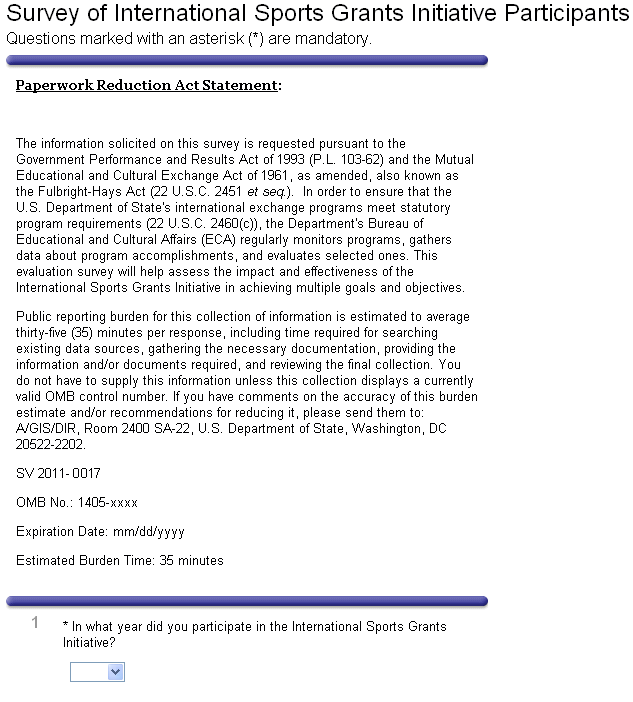 Survey of International Sports Grants Initiative Participants
Questions marked with an asterisk (*) are mandatory.
Paperwork Reduction Act Statement:
The information solicited on this survey is requested pursuant to the
Government Performance and Results Act of 1993 (P.L. 103-62) and the Mutual
Educational and Cultural Exchange Act of 1961, as amended, also known as
the Fulbright-Hays Act (22 U.S.C. 2451 et seq.).  In order to ensure that the
U.S. Department of State's international exchange programs meet statutory
program requirements (22 U.S.C. 2460(c)), the Department's Bureau of
Educational and Cultural Affairs (ECA) regularly monitors programs, gathers
data about program accomplishments, and evaluates selected ones. This
evaluation survey will help assess the impact and effectiveness of the
International Sports Grants Initiative in achieving multiple goals and objectives.
Public reporting burden for this collection of information is estimated to average
thirty-five (35) minutes per response, including time required for searching
existing data sources, gathering the necessary documentation, providing the
information and/or documents required, and reviewing the final collection. You
do not have to supply this information unless this collection displays a currently
valid OMB control number. If you have comments on the accuracy of this burden
estimate and/or recommendations for reducing it, please send them to:
A/GIS/DIR, Room 2400 SA-22, U.S. Department of State, Washington, DC
20522-2202.
SV 2011- 0017
OMB No.: 1405-xxxx
Expiration Date: mm/dd/yyyy
Estimated Burden Time: 35 minutes
1 * In what year did you participate in the International Sports Grants
Initiative?